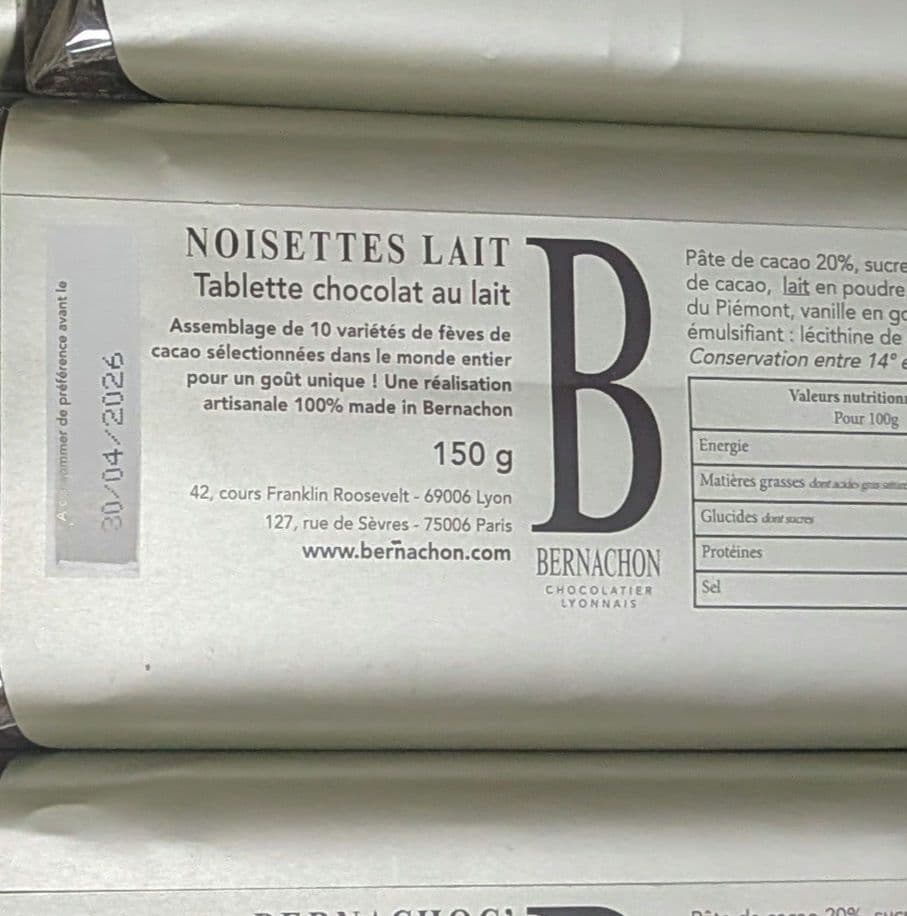 A consommer de préférence avant le
30/04/2026
NOISETTES LAIT
Tablette chocolat au lait
Assemblage de 10 variétés de fèves de
cacao sélectionnées dans le monde entier
pour un goût unique ! Une réalisation
artisanale 100% made in Bernachon
150 g
42, cours Franklin Roosevelt - 69006 Lyon
127, rue de Sèvres - 75006 Paris
www.bernachon.com
B
BERNACHON
CHOCOLATIER
LYONNAIS
Pâte de cacao 20%, sucre
de cacao, lait en poudre
du Piémont, vanille en
émulsifiant : lécithine de
Conservation entre 14°
Valeurs
Pour 100g
Energie
Matières grasses dont acides gras
Glucides dont sucres
Protéines
Sel
20%